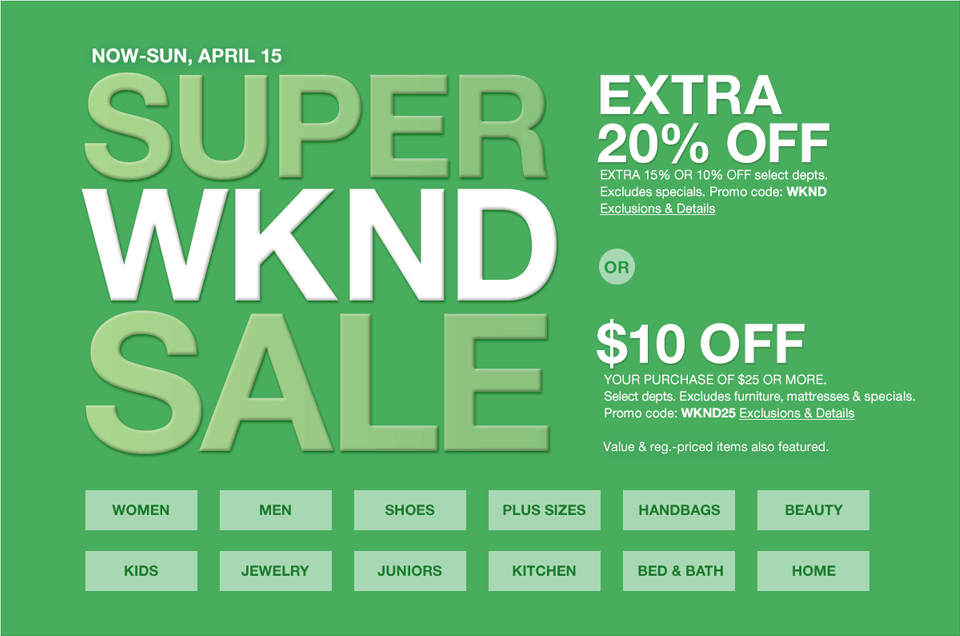 NOW-SUN, APRIL 15
SUPER
WKND
SALE
EXTRA
20% OFF
EXTRA 15% OR 10% OFF select depts.
Excludes specials. Promo code: WKND
Exclusions & Details
OR
$10 OFF
YOUR PURCHASE OF $25 OR MORE.
Select depts. Excludes furniture, mattresses & specials.
Promo code: WKND25 Exclusions & Details
Value & reg.-priced items also featured.
WOMEN MEN SHOES PLUS SIZES HANDBAGS BEAUTY
KIDS JEWELRY JUNIORS KITCHEN BED & BATH HOME